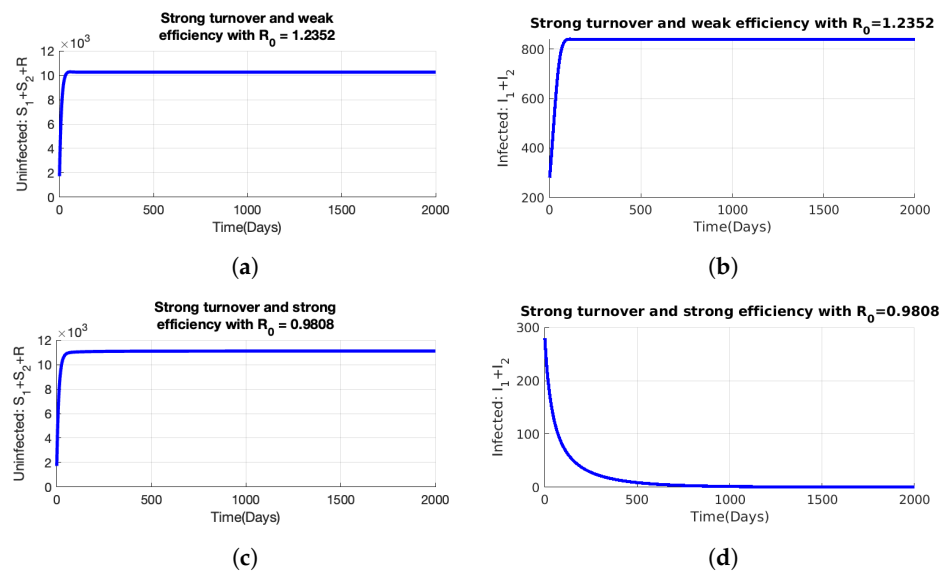 Strong turnover and weak
efficiency with R0 = 1.2352
×10³
12
10
8
6
4
2
0
Uninfected: S1+S2+R
0 500 1000 1500 2000
Time(Days)
(a)
Strong turnover and weak efficiency with R0=1.2352
800
600
400
200
Infected: I1+I2
0 500 1000 1500 2000
Time(Days)
(b)
Strong turnover and strong
efficiency with R0 = 0.9808
×10³
12
10
8
6
4
2
0
Uninfected: S1+S2+R
0 500 1000 1500 2000
Time(Days)
(c)
Strong turnover and strong efficiency with R0=0.9808
300
200
100
0
Infected: I1+I2
0 500 1000 1500 2000
Time(Days)
(d)